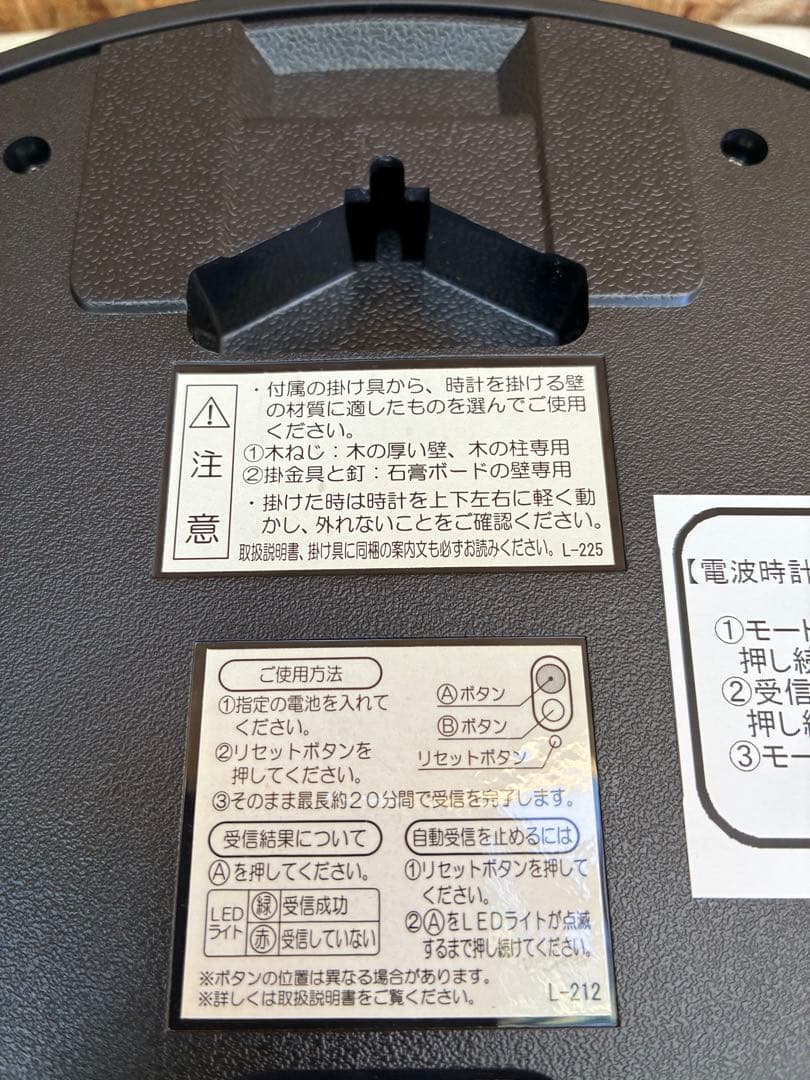 注意
・付属の掛け具から、時計を掛ける壁
の材質に適したものを選んでご使用
ください。
①木ねじ：木の厚い壁、木の柱専用
②掛金具と釘：石膏ボードの壁専用
・掛けた時は時計を上下左右に軽く動
かし、外れないことをご確認ください。
取扱説明書、掛け具に同梱の案内文も必ずお読みください。L-225
ご使用方法
①指定の電池を入れて
ください。
②リセットボタンを
押してください。
③そのまま最長約20分間で受信を完了します。
Ⓐボタン
Ⓑボタン
リセットボタン
受信結果について
Ⓐを押してください。
LED
ライト
緑 受信成功
赤 受信していない
自動受信を止めるには
①リセットボタンを押して
ください。
②ⒶをLEDライトが点滅
するまで押し続けてください。
※ボタンの位置は異なる場合があります。
※詳しくは取扱説明書をご覧ください。
L-212
【電波時計
①モード
押し続
②受信
押し続
③モー